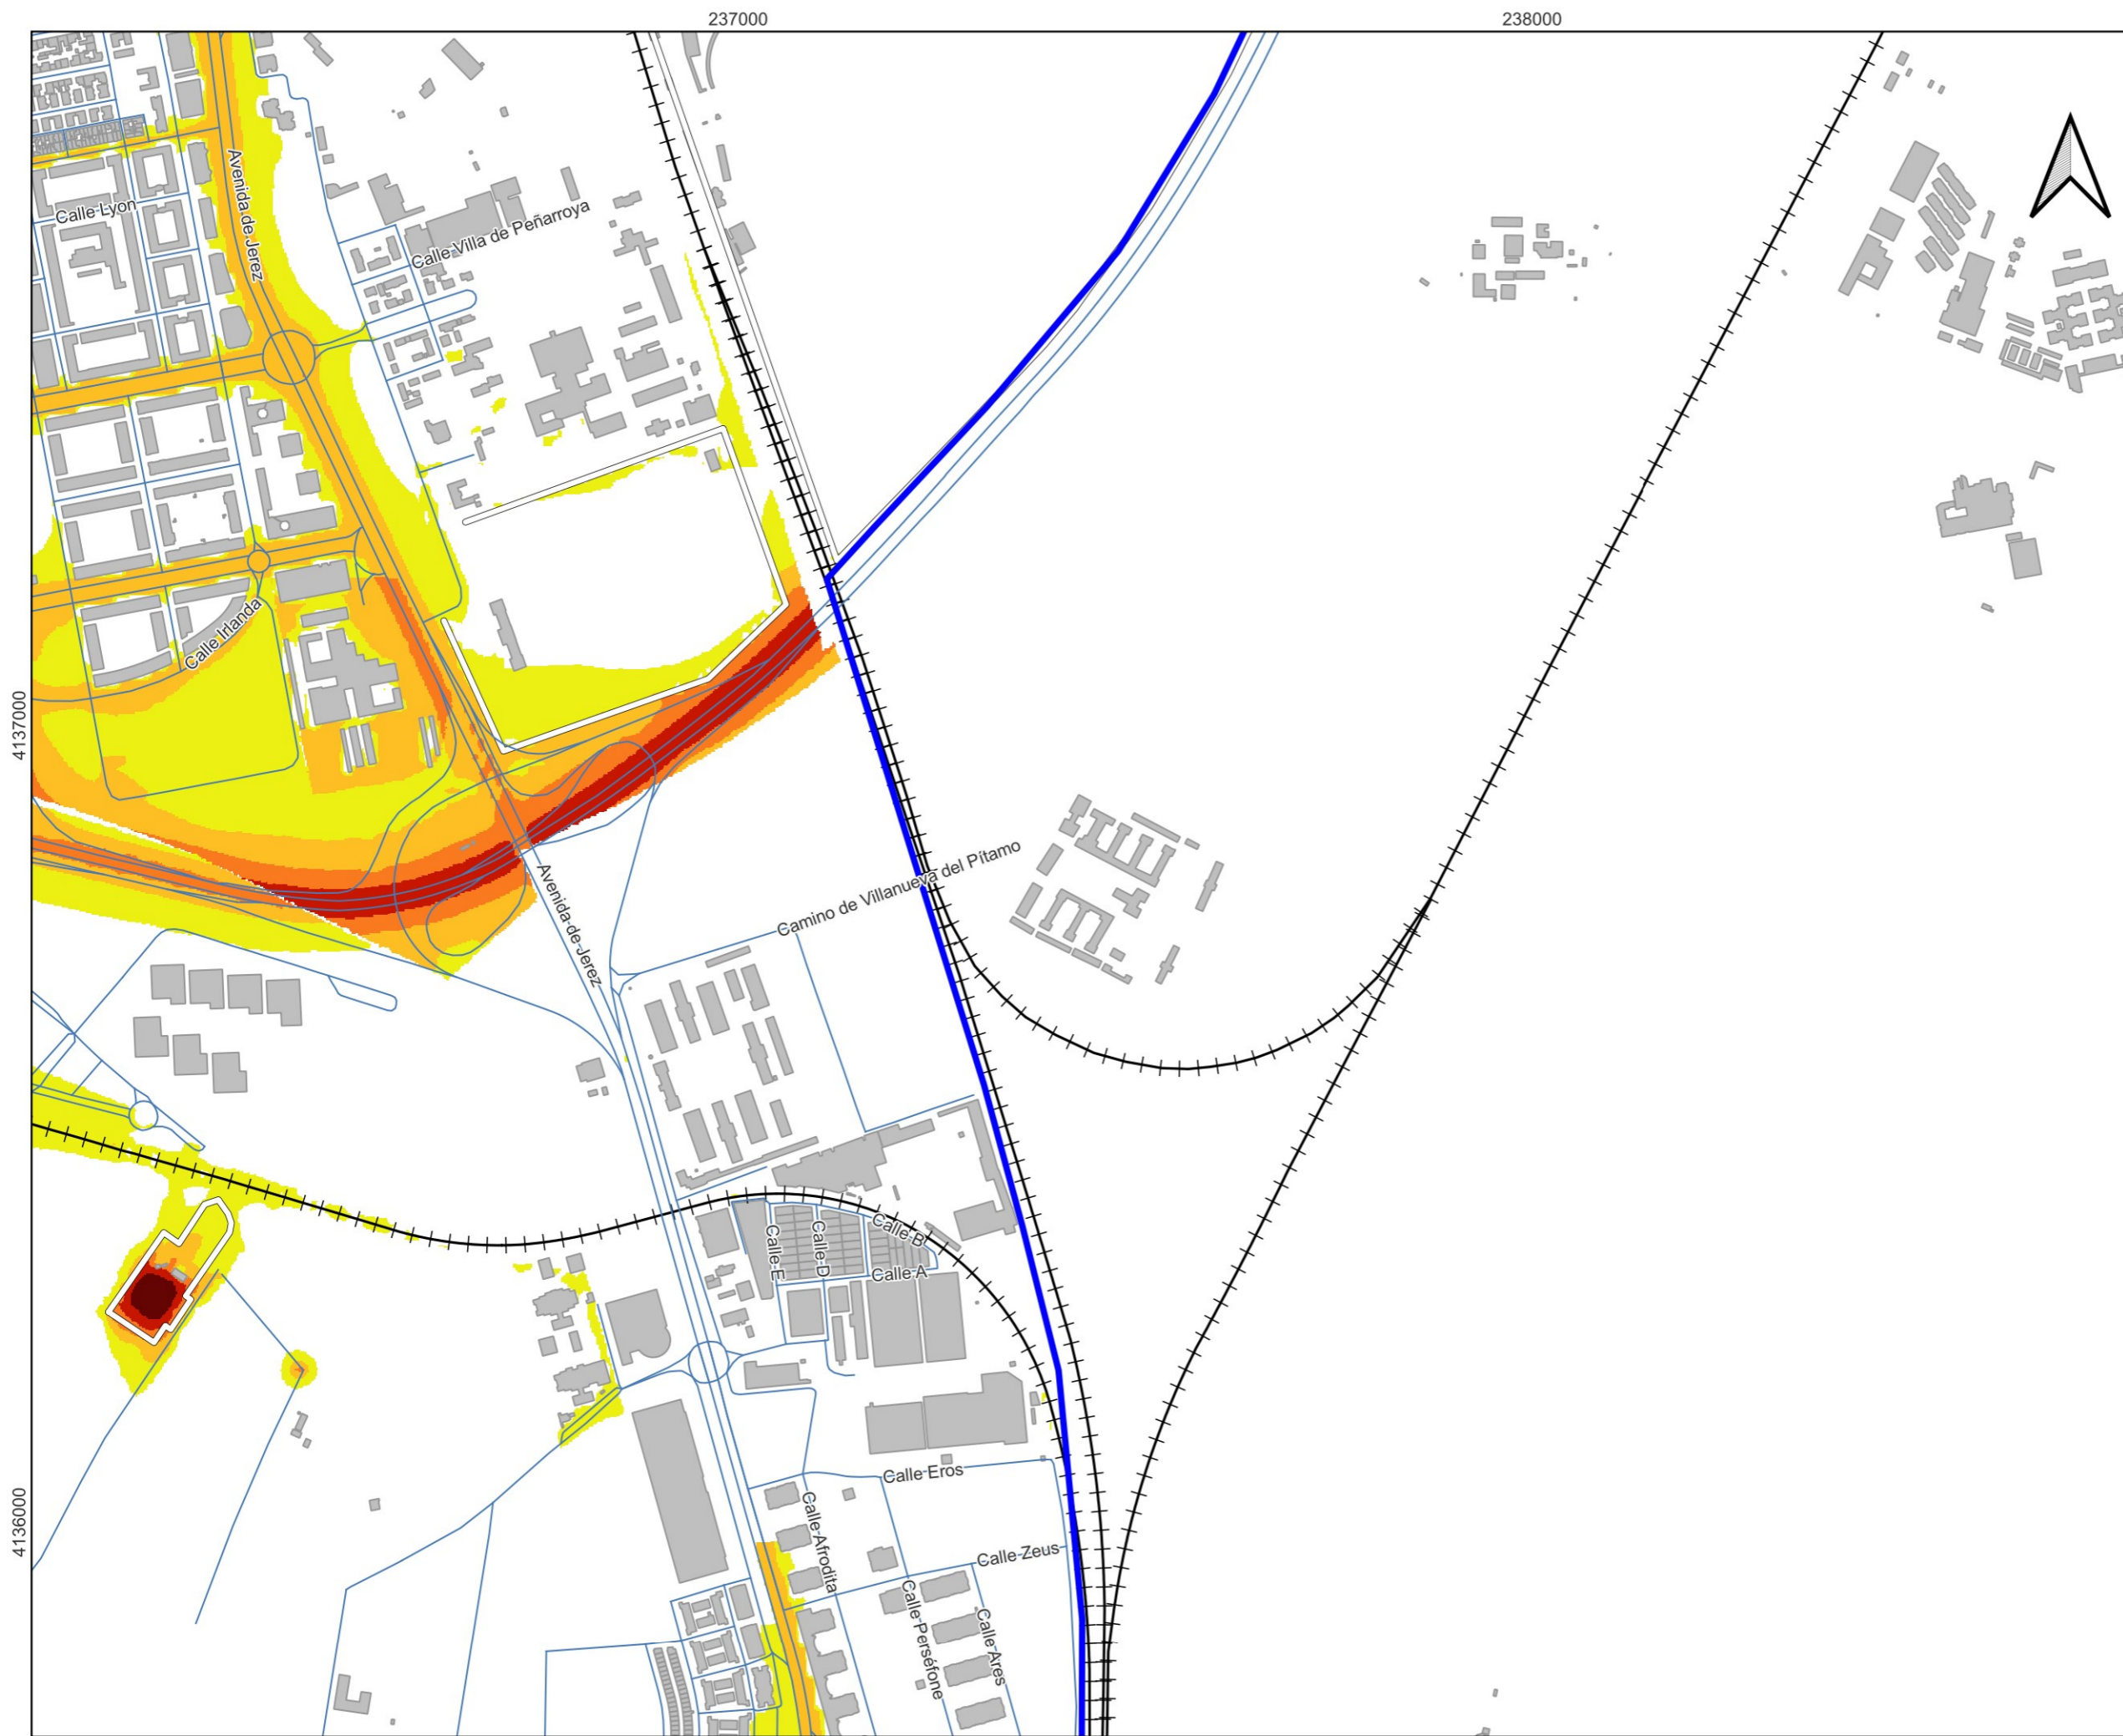 237000
238000
Avenida de Jerez
Calle Lyon
Calle Villa de Peñarroya
Calle Irlanda
4137000
Camino de Villanueva del Pítamo
Avenida de Jerez
Calle B
Calle E
Calle D
Calle A
Calle Eros
4136000
Calle Afrodita
Calle Zeus
Calle Perséfone
Calle Ares